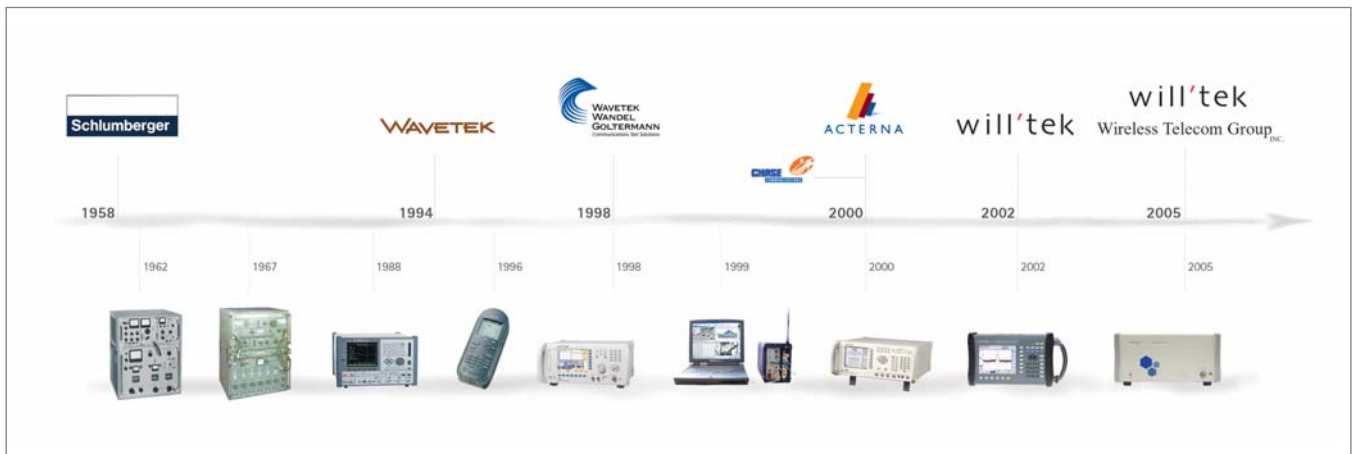 Schlumberger
WAVETEK
WAVETEK
WANDEL
GOLTERMANN
Communications Test Solutions
ACTERNA
will'tek
will'tek
Wireless Telecom Group INC.
CHASE
1958
1994
1998
2000
2002
2005
1962
1967
1988
1996
1998
1999
2000
2002
2005